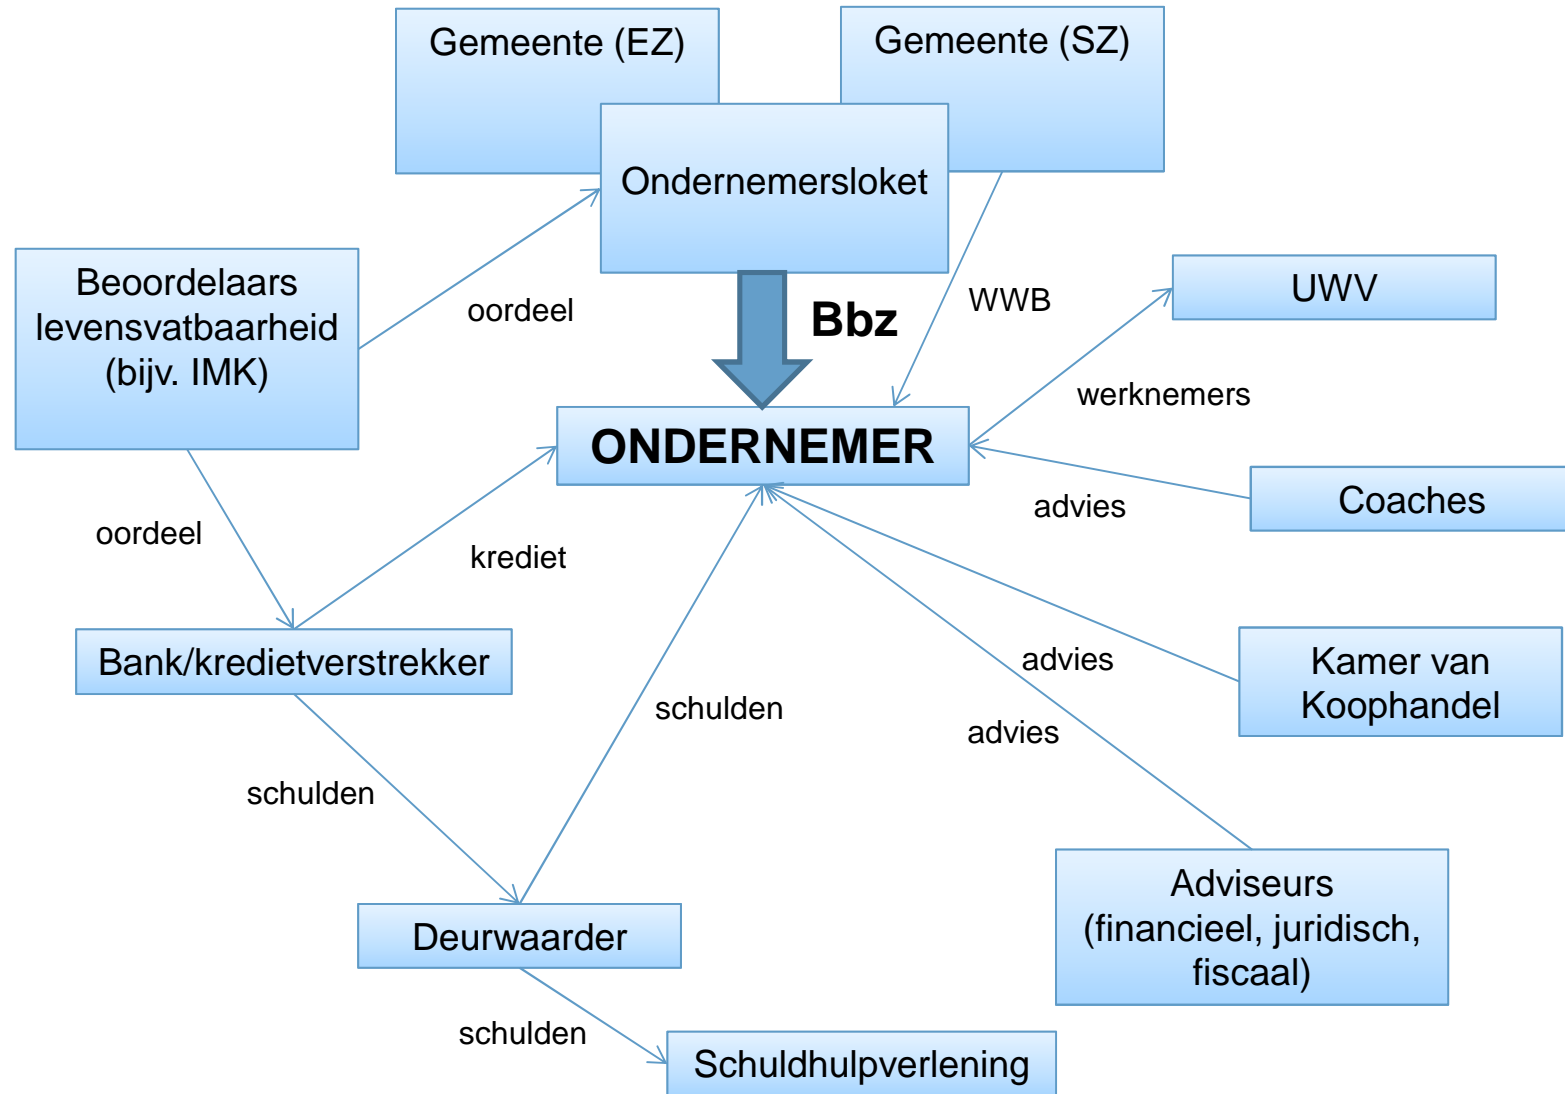 Gemeente (EZ)
Gemeente (SZ)
Ondernemersloket
Beoordelaars
levensvatbaarheid
(bijv. IMK)
oordeel
Bbz
WWB
UWV
werknemers
ONDERNEMER
advies
Coaches
oordeel
krediet
Bank/kredietverstrekker
advies
Kamer van
Koophandel
schulden
advies
schulden
Adviseurs
(financieel, juridisch,
fiscaal)
Deurwaarder
schulden
Schuldhulpverlening